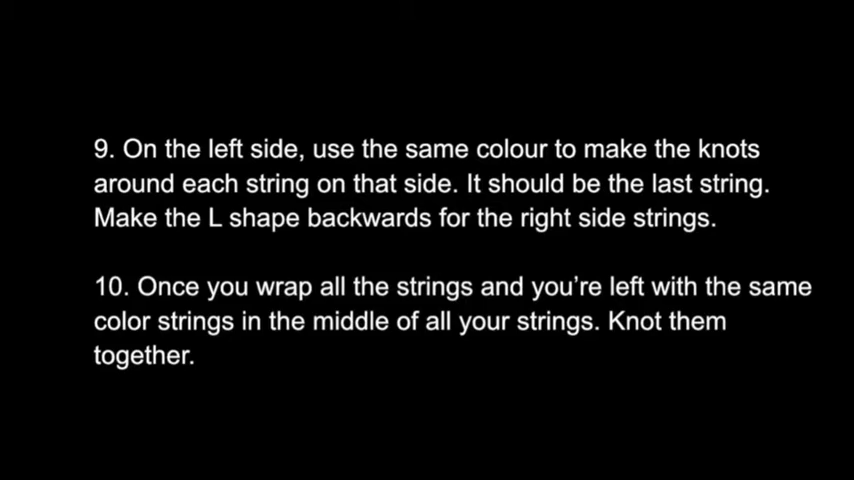 9. On the left side, use the same colour to make the knots
around each string on that side. It should be the last string.
Make the L shape backwards for the right side strings.
10. Once you wrap all the strings and you’re left with the same
color strings in the middle of all your strings. Knot them
together.